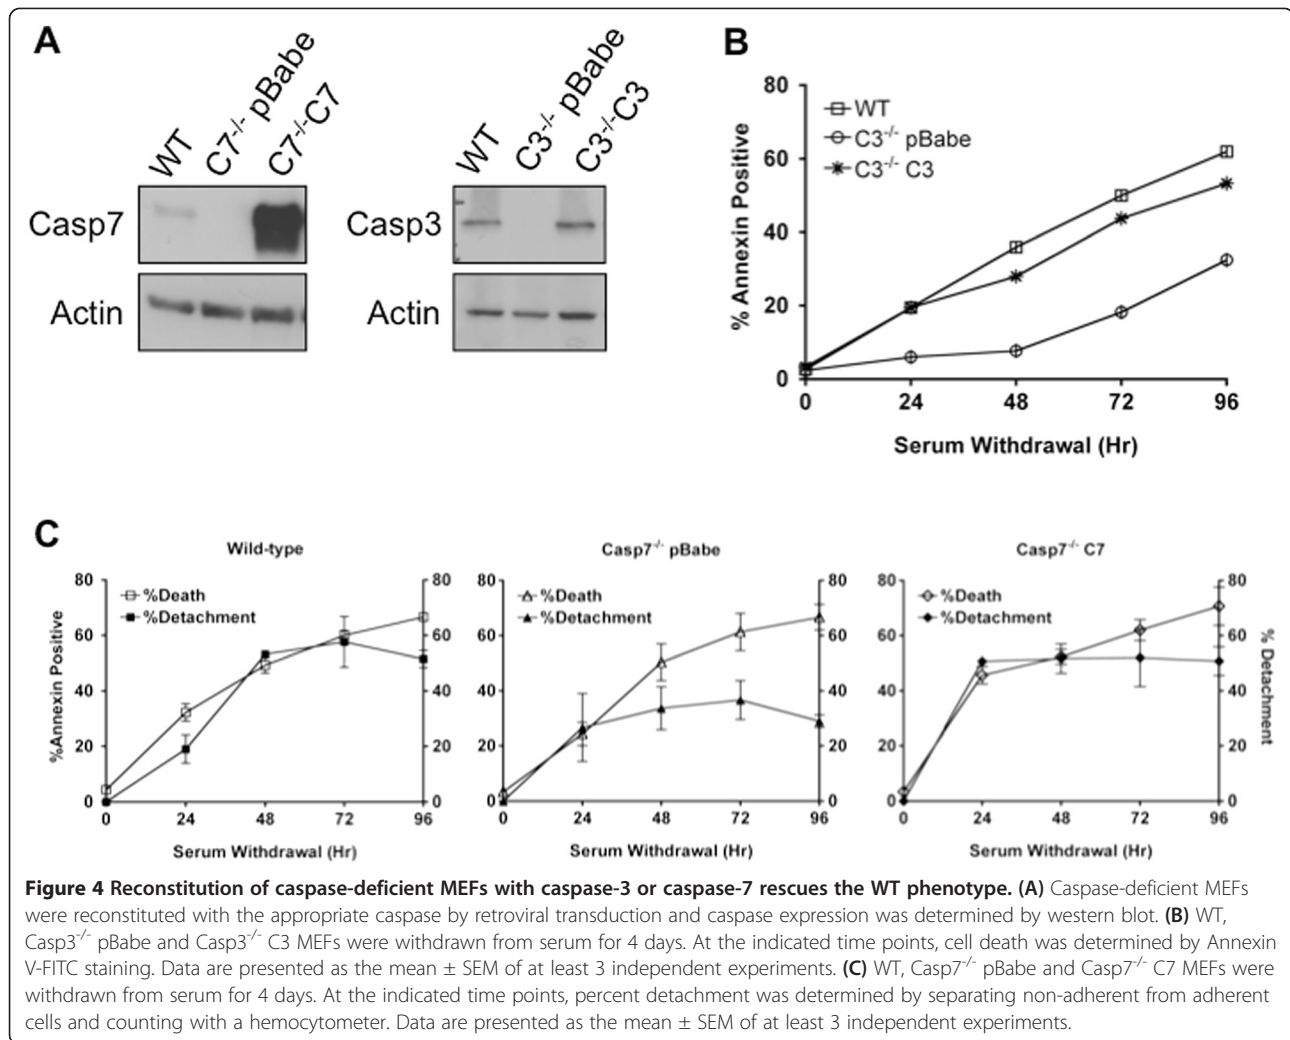 A
WT
C7-/- pBabe
C7-/-C7
Casp7
Actin
WT
C3-/- pBabe
C3-/-C3
Casp3
Actin
B
80
60
40
20
0
% Annexin Positive
WT
C3-/- pBabe
C3-/- C3
0 24 48 72 96
Serum Withdrawal (Hr)
C
Wild-type
80 80
60 60
40 40
20 20
0 0
%Annexin Positive
%Death
%Detachment
0 24 48 72 96
Serum Withdrawal (Hr)
Casp7-/- pBabe
80 80
60 60
40 40
20 20
0 0
%Death
%Detachment
0 24 48 72 96
Serum Withdrawal (Hr)
Casp7-/- C7
80 80
60 60
40 40
20 20
0 0
%Death
%Detachment
% Detachment
0 24 48 72 96
Serum Withdrawal (Hr)
Figure 4 Reconstitution of caspase-deficient MEFs with caspase-3 or caspase-7 rescues the WT phenotype. (A) Caspase-deficient MEFs
were reconstituted with the appropriate caspase by retroviral transduction and caspase expression was determined by western blot. (B) WT,
Casp3-/- pBabe and Casp3-/- C3 MEFs were withdrawn from serum for 4 days. At the indicated time points, cell death was determined by Annexin
V-FITC staining. Data are presented as the mean ± SEM of at least 3 independent experiments. (C) WT, Casp7-/- pBabe and Casp7-/- C7 MEFs were
withdrawn from serum for 4 days. At the indicated time points, percent detachment was determined by separating non-adherent from adherent
cells and counting with a hemocytometer. Data are presented as the mean ± SEM of at least 3 independent experiments.